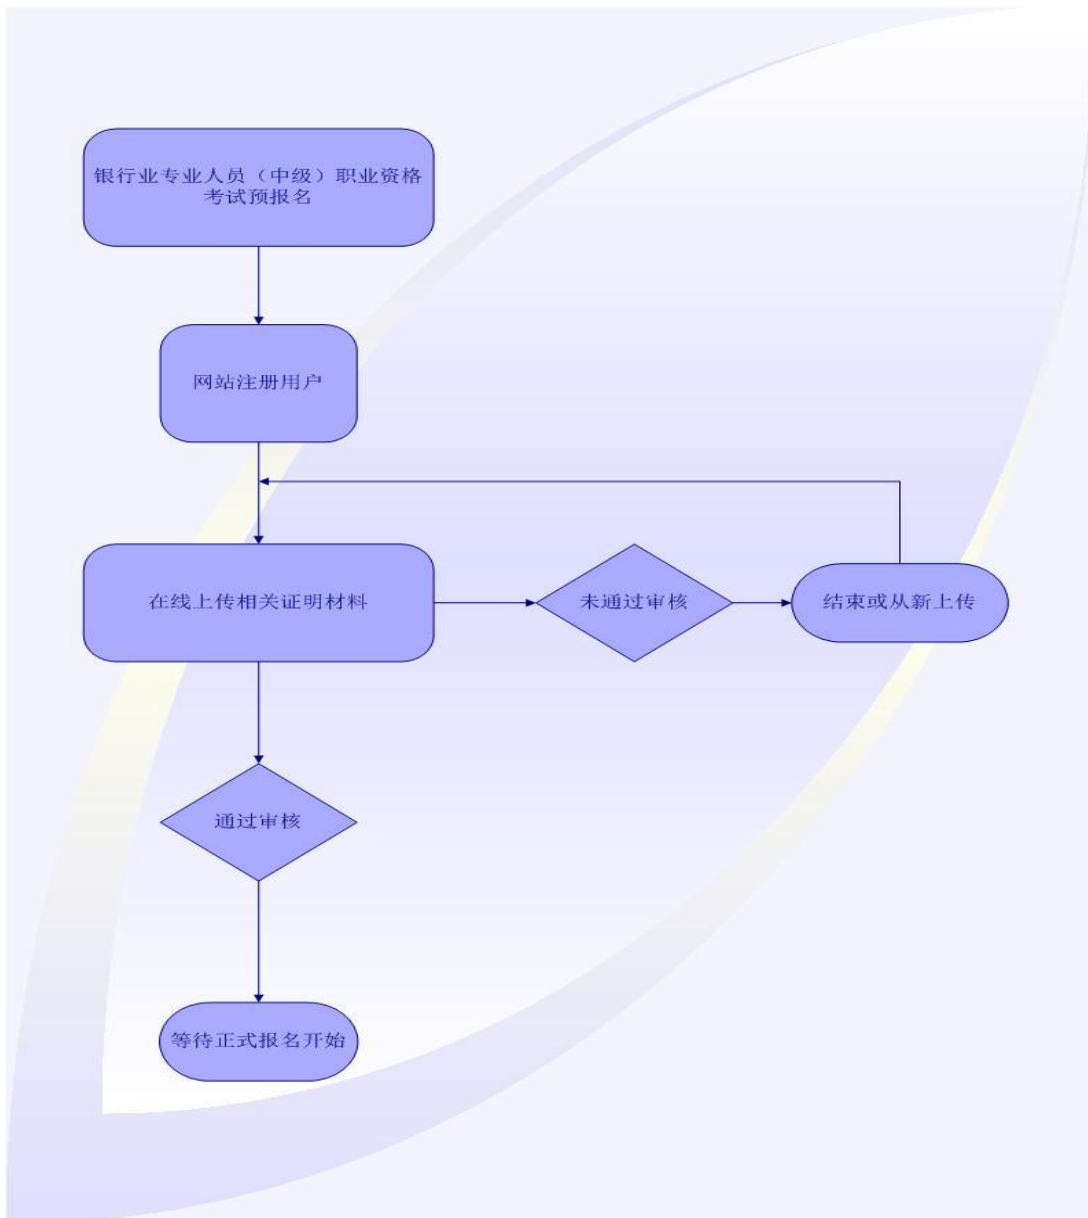 银行业专业人员（中级）职业资格
考试预报名
网站注册用户
在线上传相关证明材料
未通过审核
结束或从新上传
通过审核
等待正式报名开始